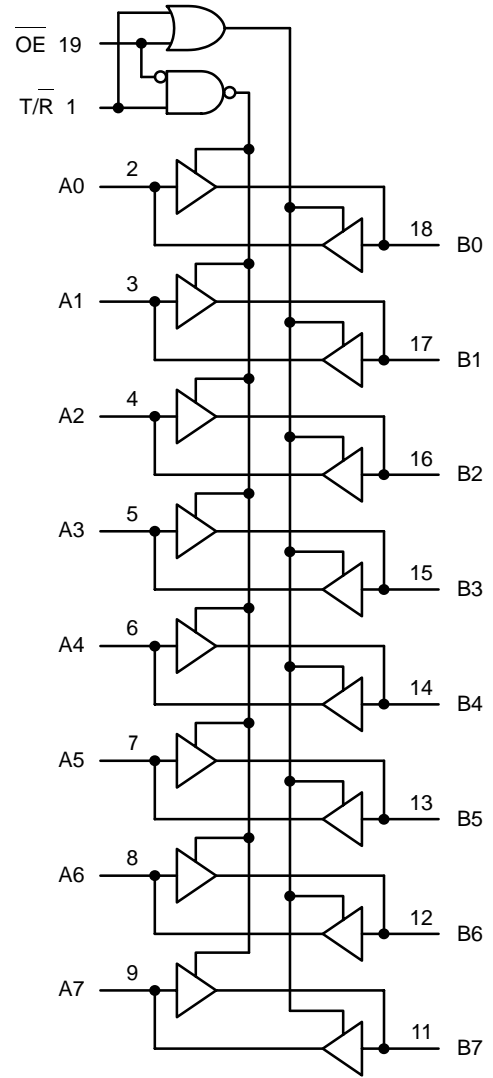 O̅E̅ 19
T/R̅ 1
A0 2
18 B0
A1 3
17 B1
A2 4
16 B2
A3 5
15 B3
A4 6
14 B4
A5 7
13 B5
A6 8
12 B6
A7 9
11 B7